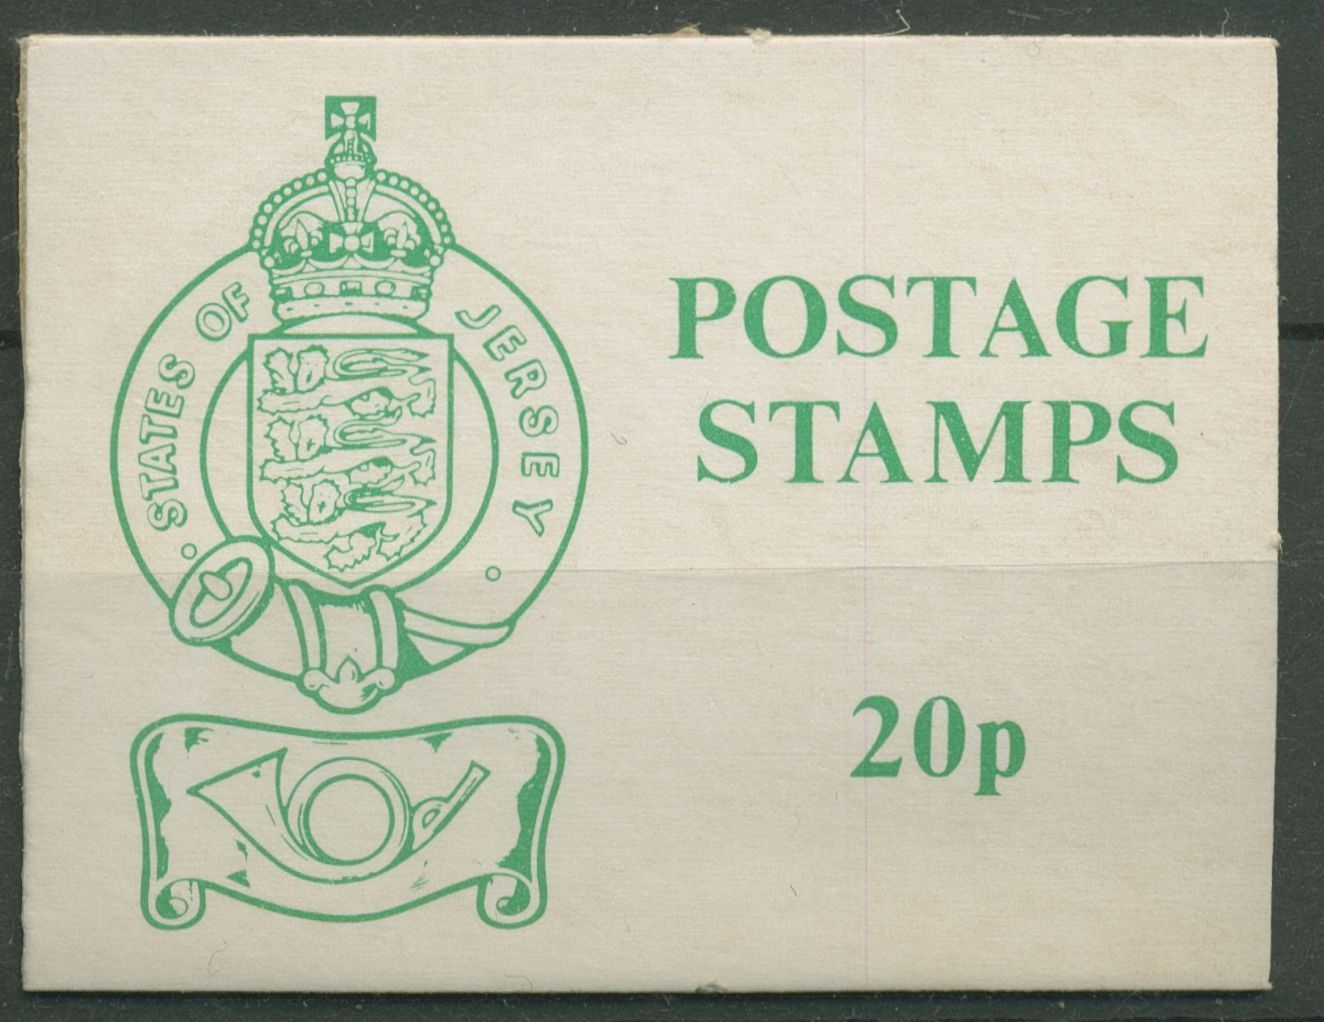 STATES OF JERSEY
POSTAGE
STAMPS
20p